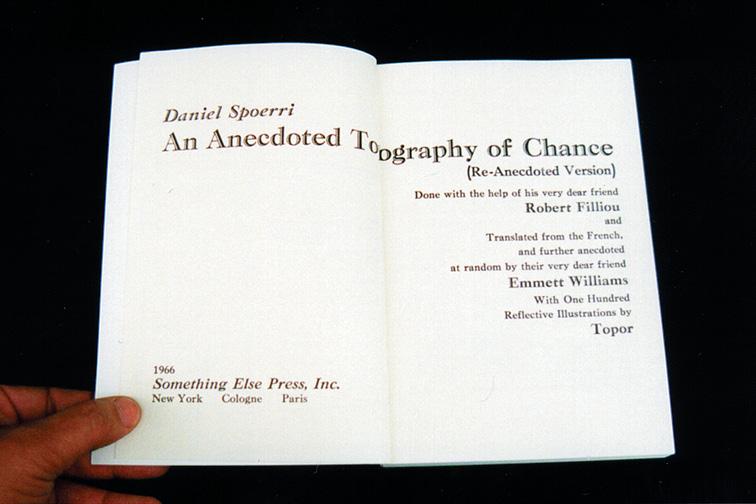 Daniel Spoerri
An Anecdoted Topography of Chance
(Re-Anecdoted Version)
Done with the help of his very dear friend
Robert Filliou
and
Translated from the French,
and further anecdoted
at random by their very dear friend
Emmett Williams
With One Hundred
Reflective Illustrations by
Topor
1966
Something Else Press, Inc.
New York Cologne Paris